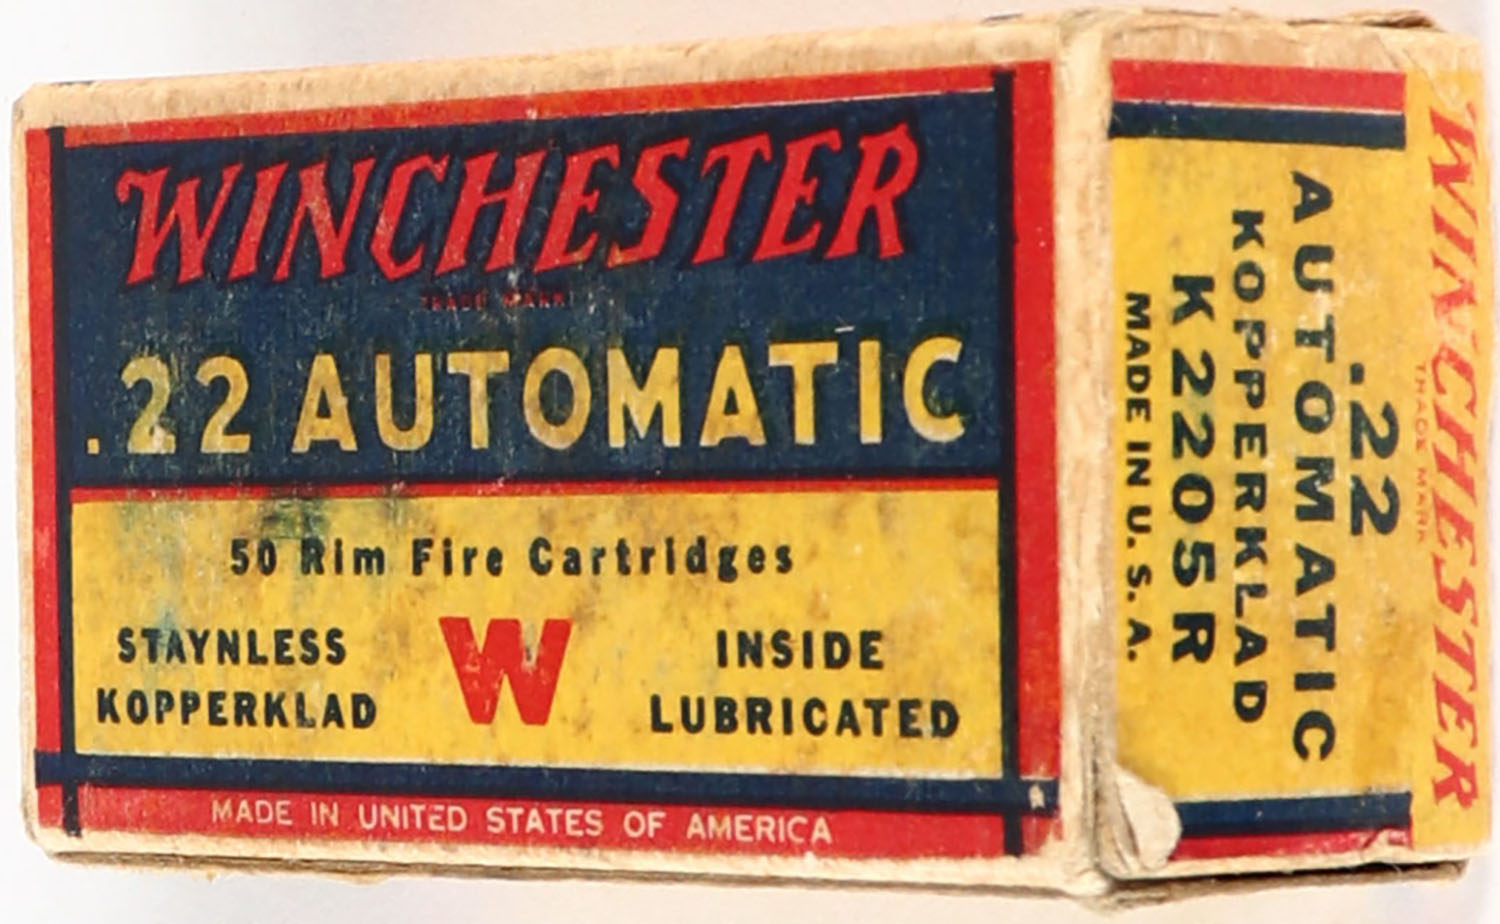 WINCHESTER
TRADE MARK
.22 AUTOMATIC
50 Rim Fire Cartridges
STAYNLESS
KOPPERKLAD
W
INSIDE
LUBRICATED
MADE IN UNITED STATES OF AMERICA
WINCHESTER
TRADE MARK
.22
AUTOMATIC
KOPPERKLAD
K2205R
MADE IN U.S.A.